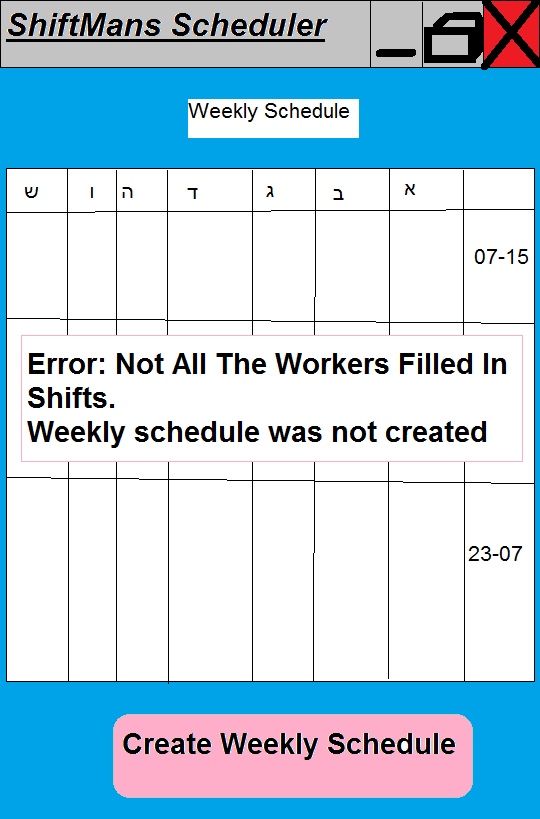 ShiftMans Scheduler
Weekly Schedule
א ב ג ד ה ו ש
07-15
Error: Not All The Workers Filled In
Shifts.
Weekly schedule was not created
23-07
Create Weekly Schedule